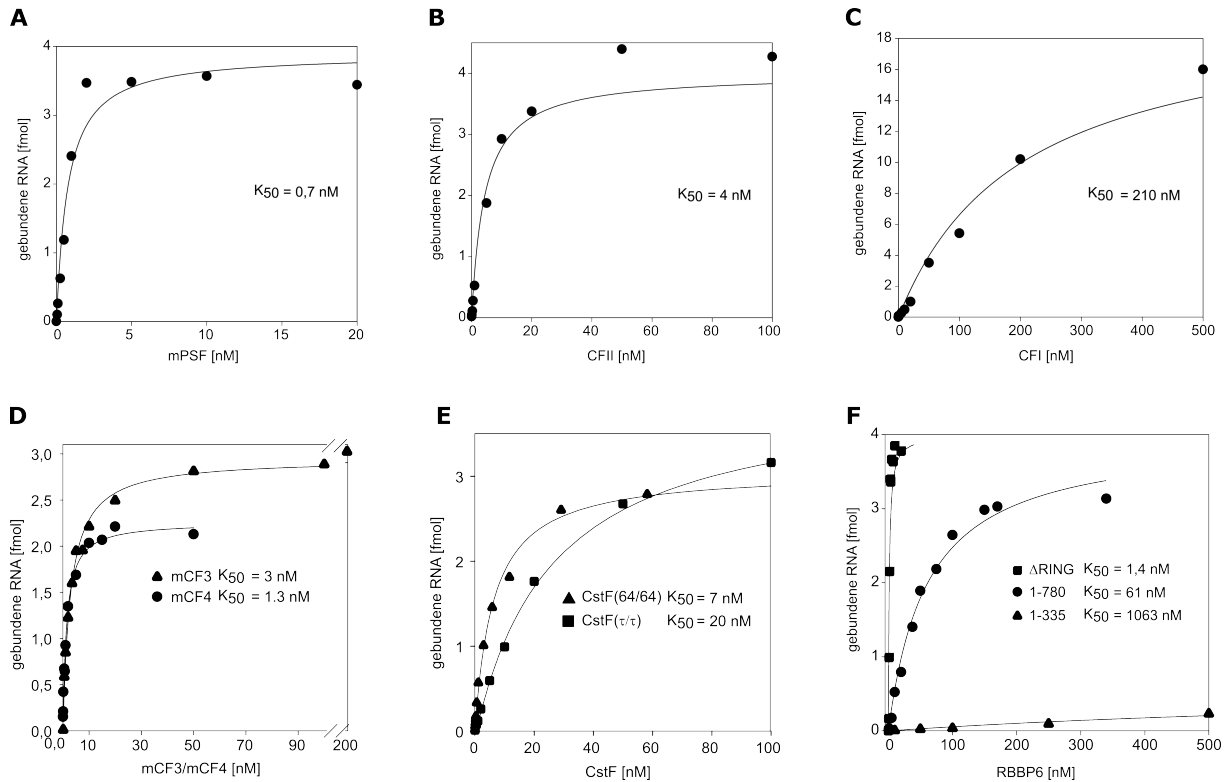 A
gebundene RNA [fmol]
4
3
2
1
0
K50 = 0,7 nM
0 5 10 15 20
mPSF [nM]
B
gebundene RNA [fmol]
4
3
2
1
0
K50 = 4 nM
0 20 40 60 80 100
CFII [nM]
C
gebundene RNA [fmol]
18
16
14
12
10
8
6
4
2
0
K50 = 210 nM
0 100 200 300 400 500
CFI [nM]
D
gebundene RNA [fmol]
3,0
2,5
2,0
1,5
1,0
0,5
0,0
mCF3 K50 = 3 nM
mCF4 K50 = 1.3 nM
0 10 30 50 70 90 200
mCF3/mCF4 [nM]
E
gebundene RNA [fmol]
3
2
1
0
CstF(64/64) K50 = 7 nM
CstF(τ/τ) K50 = 20 nM
0 20 40 60 80 100
CstF [nM]
F
gebundene RNA [fmol]
4
3
2
1
0
ΔRING K50 = 1,4 nM
1-780 K50 = 61 nM
1-335 K50 = 1063 nM
0 100 200 300 400 500
RBBP6 [nM]